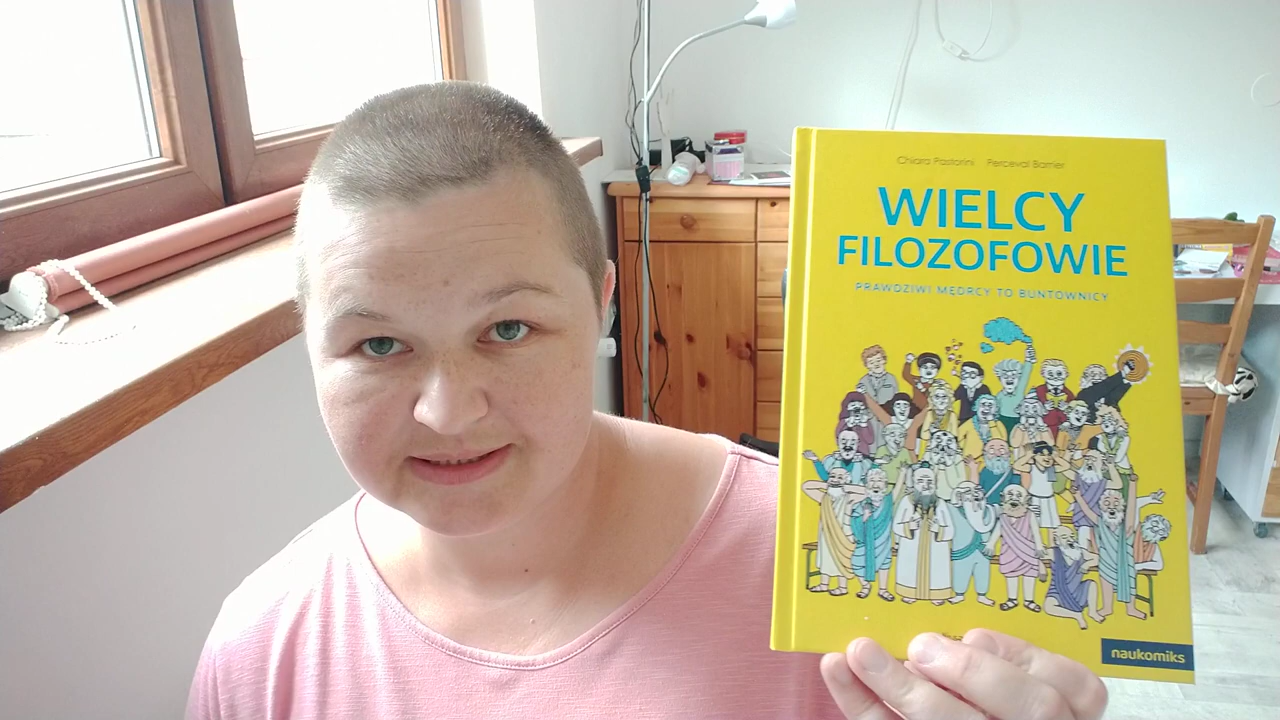 Chiara Pastorini Perceval Barrier
WIELCY
FILOZOFOWIE
PRAWDZIWI MĘDRCY TO BUNTOWNICY
naukomiks